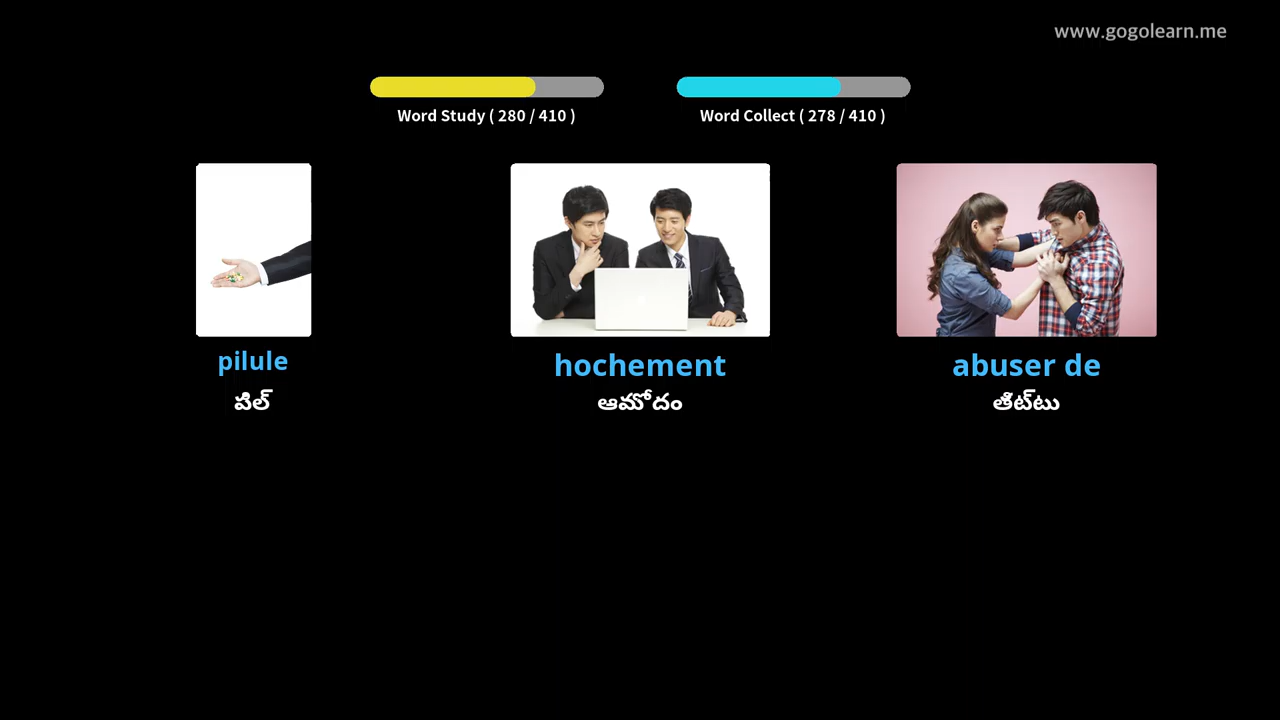 www.gogolearn.me
Word Study ( 280 / 410 )
Word Collect ( 278 / 410 )
pilule
hochement
abuser de
పిల్
ఆమోదం
తిట్టు